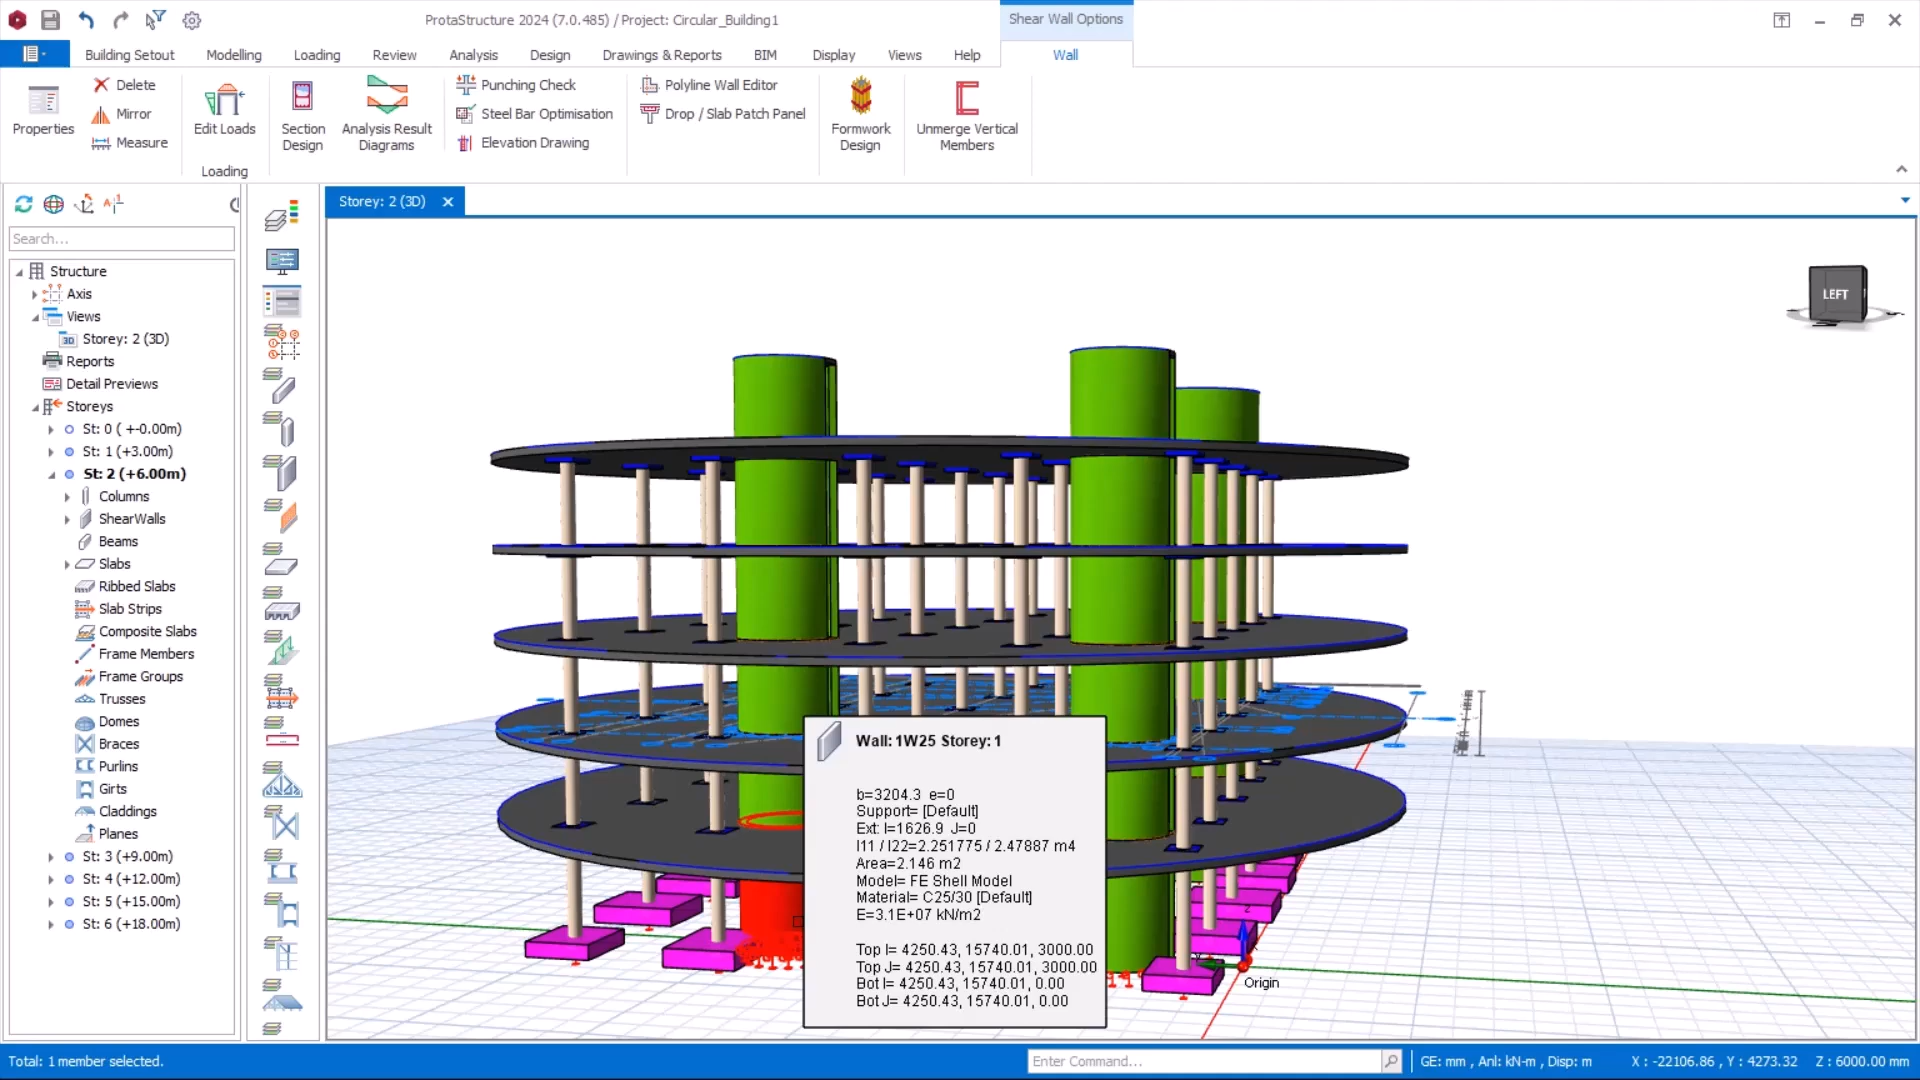 ProtaStructure 2024 (7.0.485) / Project: Circular_Building1
Shear Wall Options
Building Setout
Modelling
Loading
Review
Analysis
Design
Drawings & Reports
BIM
Display
Views
Help
Wall
Properties
Delete
Mirror
Measure
Edit Loads
Loading
Section
Design
Analysis Result
Diagrams
Punching Check
Steel Bar Optimisation
Elevation Drawing
Polyline Wall Editor
Drop / Slab Patch Panel
Formwork
Design
Unmerge Vertical
Members
Search...
Structure
Axis
Views
3D Storey: 2 (3D)
Reports
Detail Previews
Storeys
St: 0 ( +-0.00m)
St: 1 (+3.00m)
St: 2 (+6.00m)
Columns
ShearWalls
Beams
Slabs
Ribbed Slabs
Slab Strips
Composite Slabs
Frame Members
Frame Groups
Trusses
Domes
Braces
Purlins
Girts
Claddings
Planes
St: 3 (+9.00m)
St: 4 (+12.00m)
St: 5 (+15.00m)
St: 6 (+18.00m)
Storey: 2 (3D)
LEFT
Wall: 1W25 Storey: 1
b=3204.3 e=0
Support= [Default]
Ext: I=1626.9 J=0
I11 / I22=2.251775 / 2.47887 m4
Area=2.146 m2
Model= FE Shell Model
Material= C25/30 [Default]
E=3.1E+07 kN/m2
Top I= 4250.43, 15740.01, 3000.00
Top J= 4250.43, 15740.01, 3000.00
Bot I= 4250.43, 15740.01, 0.00
Bot J= 4250.43, 15740.01, 0.00
Z
Y
Origin
Total: 1 member selected.
Enter Command...
GE: mm , Anl: kN-m , Disp: m
X : -22106.86 , Y : 4273.32
Z : 6000.00 mm